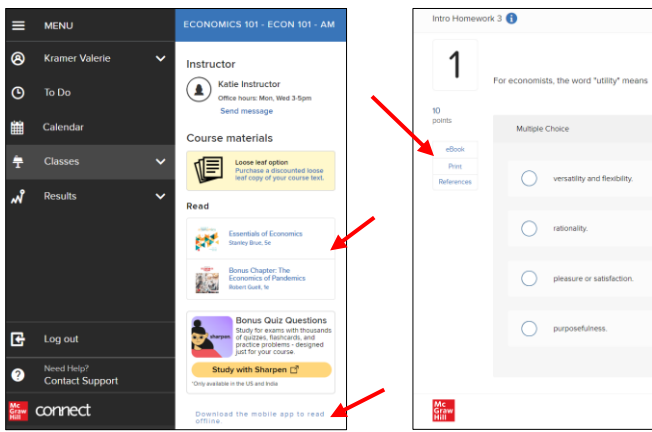 MENU
Kramer Valerie
To Do
Calendar
Classes
Results
Log out
Need Help?
Contact Support
Mc
Graw
Hill
connect
ECONOMICS 101 - ECON 101 - AM
Instructor
Katie Instructor
Office hours: Mon, Wed 3-5pm
Send message
Course materials
Loose leaf option
Purchase a discounted loose
leaf copy of your course text.
Read
Essentials of Economics
Stanley Brue, 5e
Bonus Chapter: The
Economics of Pandemics
Robert Guell, 1e
sharpen
Bonus Quiz Questions
Study for exams with thousands
of quizzes, flashcards, and
practice problems - designed
just for your course.
Study with Sharpen
*Only available in the US and India
Download the mobile app to read
offline.
Intro Homework 3
1
10
points
eBook
Print
References
For economists, the word "utility" means
Multiple Choice
versatility and flexibility.
rationality.
pleasure or satisfaction.
purposefulness.
Mc
Graw
Hill